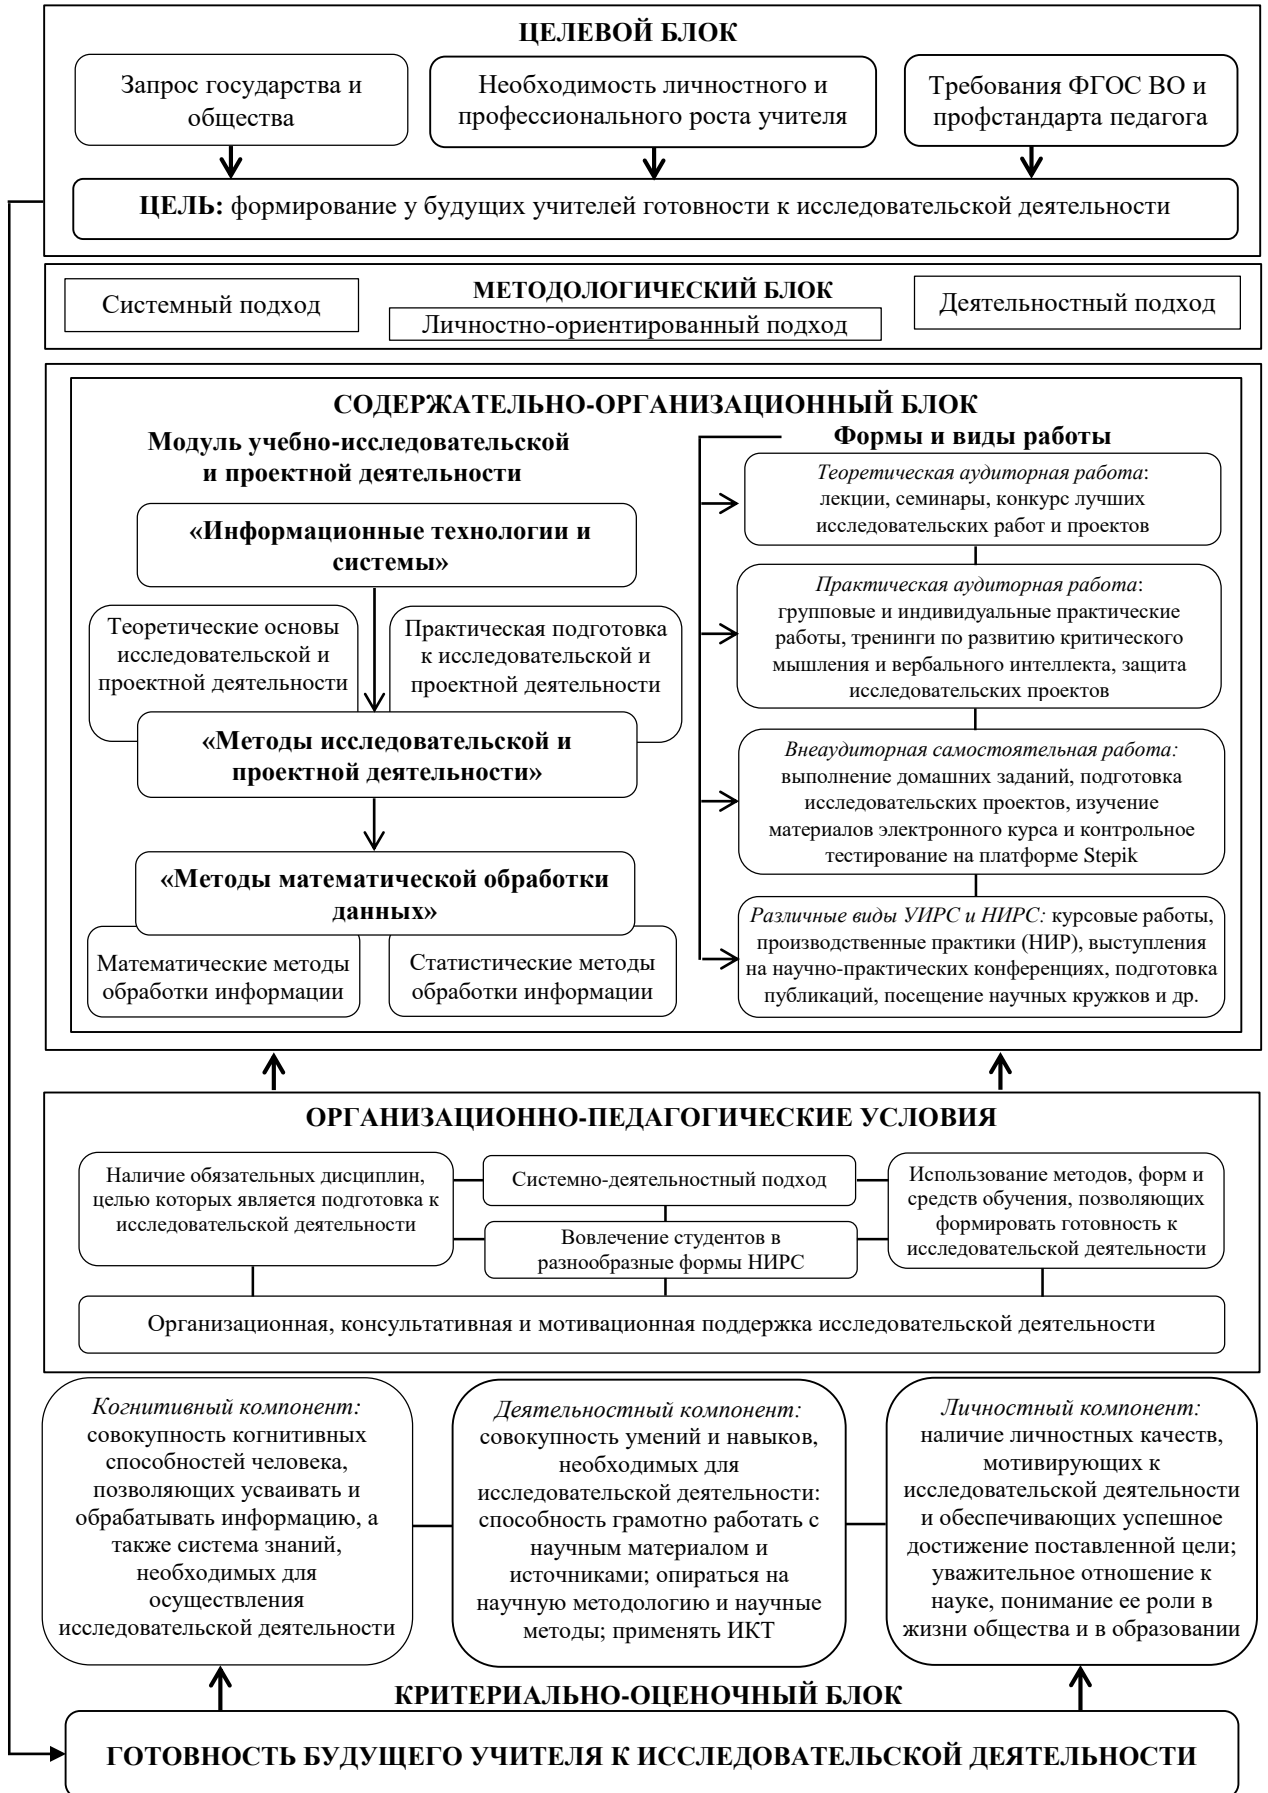 ЦЕЛЕВОЙ БЛОК
Запрос государства и
общества
Необходимость личностного и
профессионального роста учителя
Требования ФГОС ВО и
профстандарта педагога
ЦЕЛЬ: формирование у будущих учителей готовности к исследовательской деятельности
МЕТОДОЛОГИЧЕСКИЙ БЛОК
Системный подход
Личностно-ориентированный подход
Деятельностный подход
СОДЕРЖАТЕЛЬНО-ОРГАНИЗАЦИОННЫЙ БЛОК
Модуль учебно-исследовательской
и проектной деятельности
«Информационные технологии и
системы»
Теоретические основы
исследовательской и
проектной деятельности
Практическая подготовка
к исследовательской и
проектной деятельности
«Методы исследовательской и
проектной деятельности»
«Методы математической обработки
данных»
Математические методы
обработки информации
Статистические методы
обработки информации
Формы и виды работы
Теоретическая аудиторная работа:
лекции, семинары, конкурс лучших
исследовательских работ и проектов
Практическая аудиторная работа:
групповые и индивидуальные практические
работы, тренинги по развитию критического
мышления и вербального интеллекта, защита
исследовательских проектов
Внеаудиторная самостоятельная работа:
выполнение домашних заданий, подготовка
исследовательских проектов, изучение
материалов электронного курса и контрольное
тестирование на платформе Stepik
Различные виды УИРС и НИРС: курсовые работы,
производственные практики (НИР), выступления
на научно-практических конференциях, подготовка
публикаций, посещение научных кружков и др.
ОРГАНИЗАЦИОННО-ПЕДАГОГИЧЕСКИЕ УСЛОВИЯ
Наличие обязательных дисциплин,
целью которых является подготовка к
исследовательской деятельности
Системно-деятельностный подход
Вовлечение студентов в
разнообразные формы НИРС
Использование методов, форм и
средств обучения, позволяющих
формировать готовность к
исследовательской деятельности
Организационная, консультативная и мотивационная поддержка исследовательской деятельности
Когнитивный компонент:
совокупность когнитивных
способностей человека,
позволяющих усваивать и
обрабатывать информацию, а
также система знаний,
необходимых для
осуществления
исследовательской деятельности
Деятельностный компонент:
совокупность умений и навыков,
необходимых для
исследовательской деятельности:
способность грамотно работать с
научным материалом и
источниками; опираться на
научную методологию и научные
методы; применять ИКТ
Личностный компонент:
наличие личностных качеств,
мотивирующих к
исследовательской деятельности
и обеспечивающих успешное
достижение поставленной цели;
уважительное отношение к
науке, понимание ее роли в
жизни общества и в образовании
КРИТЕРИАЛЬНО-ОЦЕНОЧНЫЙ БЛОК
ГОТОВНОСТЬ БУДУЩЕГО УЧИТЕЛЯ К ИССЛЕДОВАТЕЛЬСКОЙ ДЕЯТЕЛЬНОСТИ